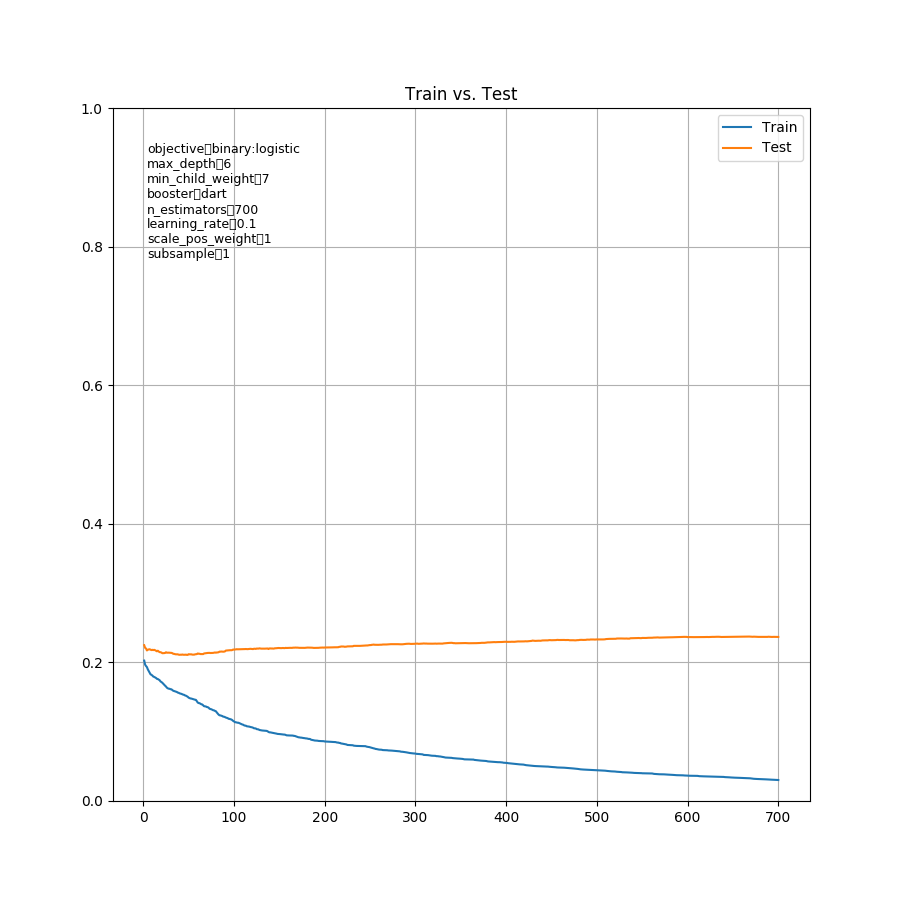 Train vs. Test
1.0
0.8
0.6
0.4
0.2
0.0
objective▯binary:logistic
max_depth▯6
min_child_weight▯7
booster▯dart
n_estimators▯700
learning_rate▯0.1
scale_pos_weight▯1
subsample▯1
Train
Test
0 100 200 300 400 500 600 700